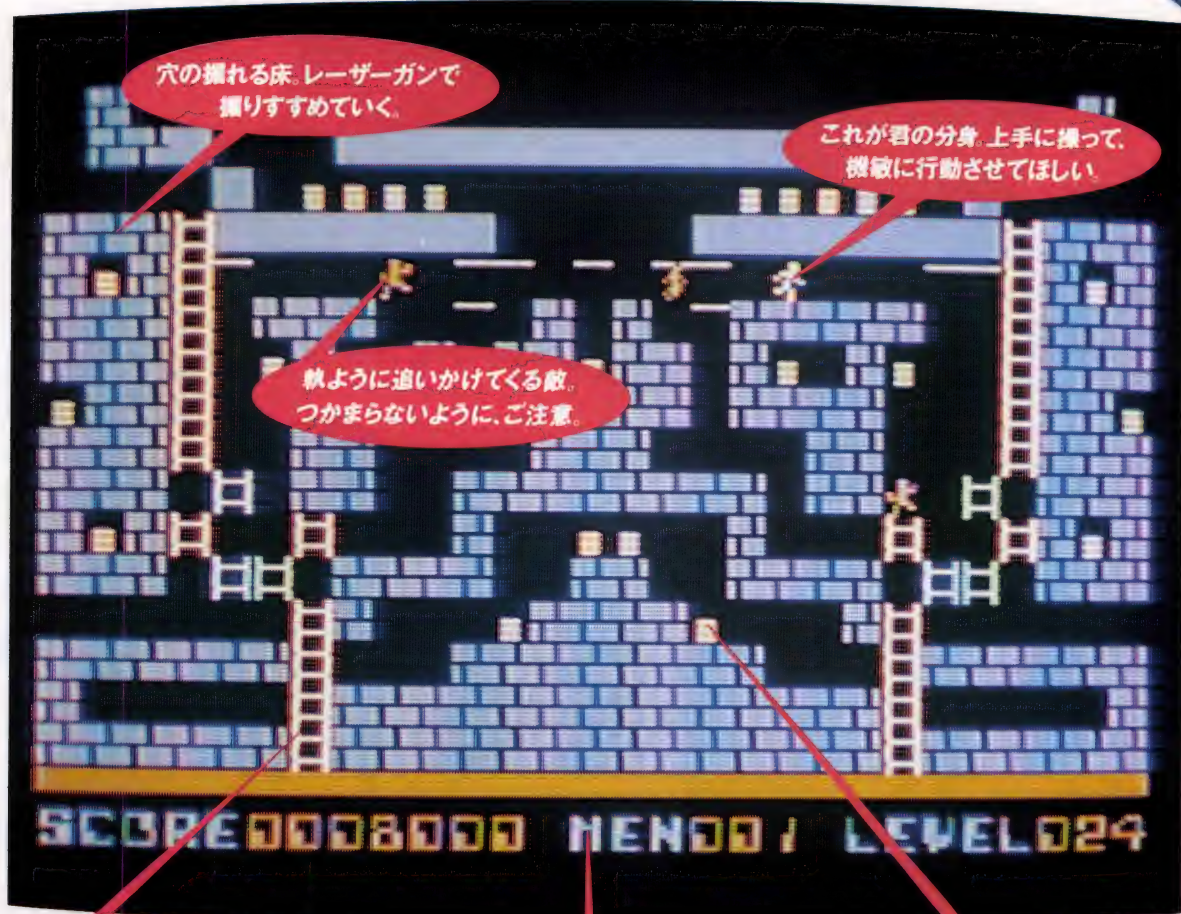 穴の掘れる床。レーザーガンで
掘りすすめていく。
これが君の分身。上手に操って、
機敏に行動させてほしい。
執ように追いかけてくる敵。
つかまらないように、ご注意。
SCORE0008000 MEN001 LEVEL024